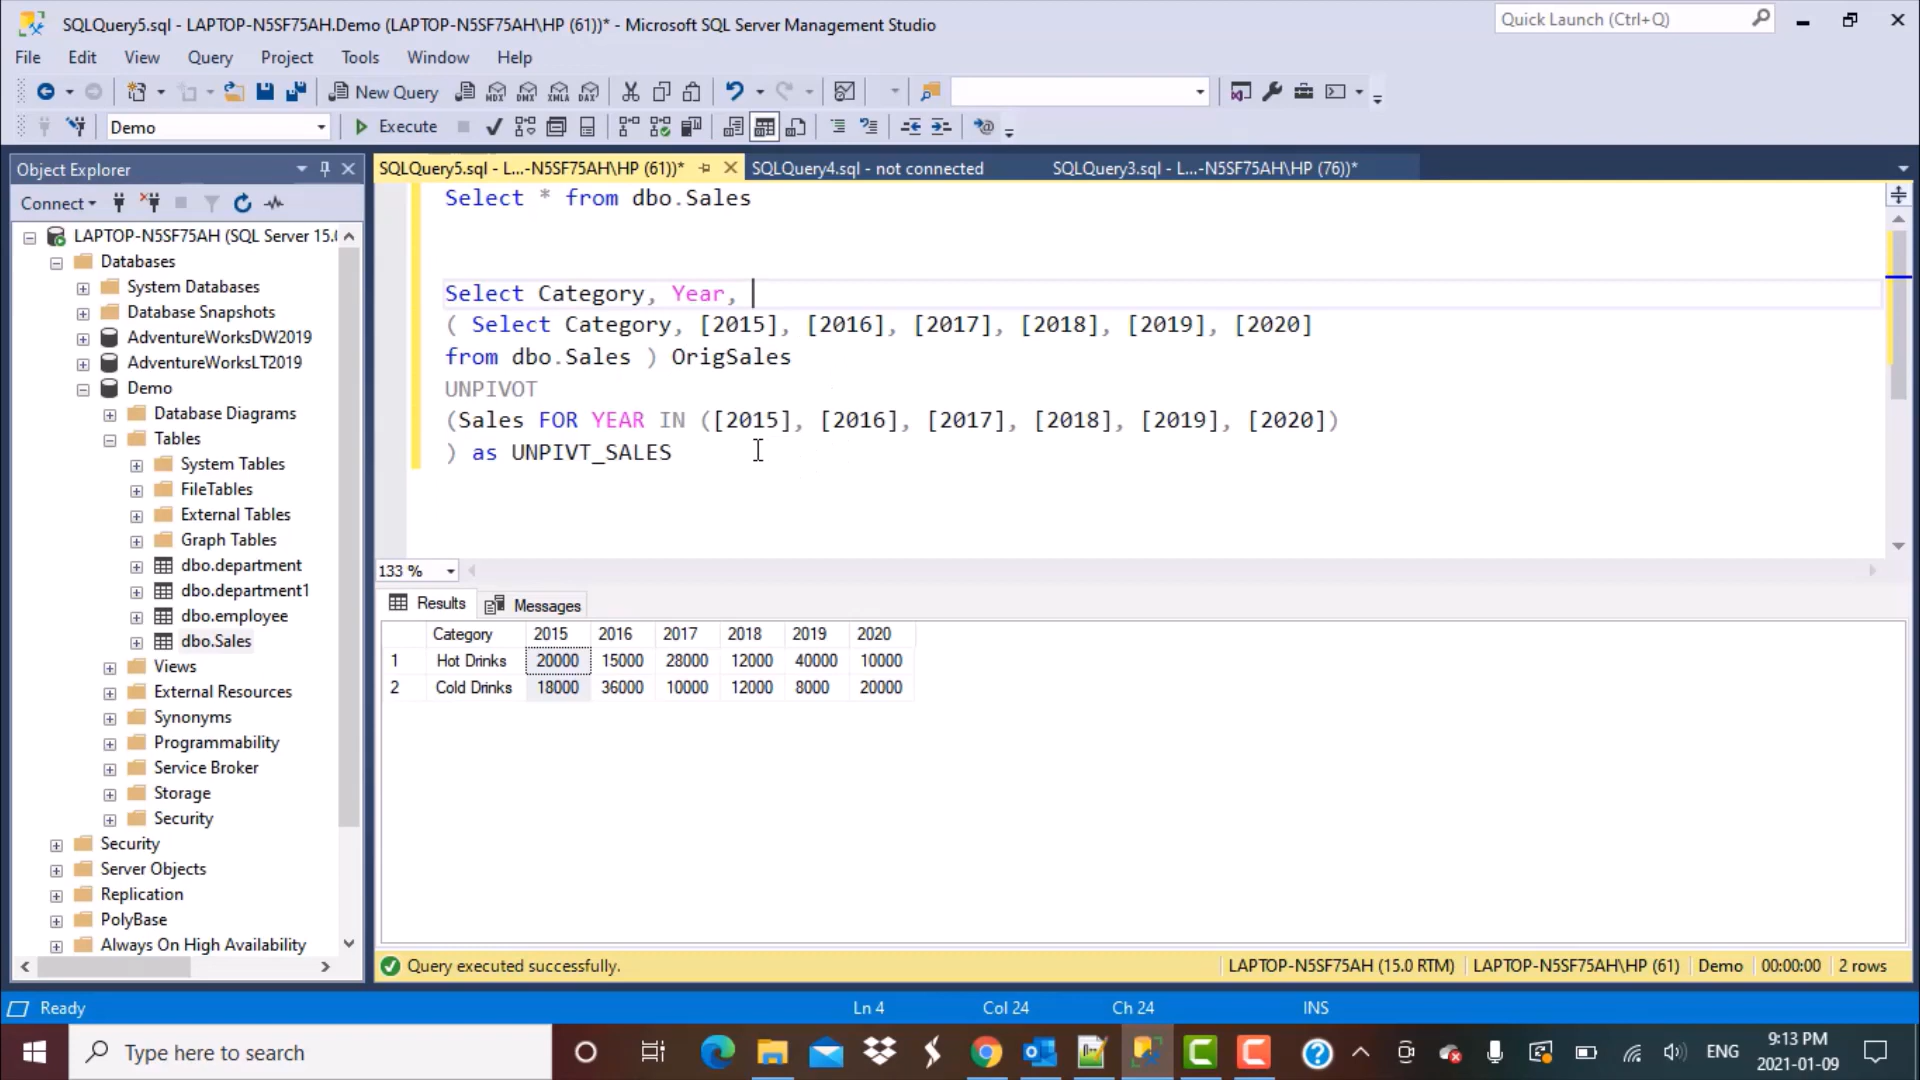 SQLQuery5.sql - LAPTOP-N5SF75AH.Demo (LAPTOP-N5SF75AH\HP (61))* - Microsoft SQL Server Management Studio
Quick Launch (Ctrl+Q)
File Edit View Query Project Tools Window Help
New Query MDX DMX XMLA DAX
Demo Execute
Object Explorer
SQLQuery5.sql - L...-N5SF75AH\HP (61))* SQLQuery4.sql - not connected SQLQuery3.sql - L...-N5SF75AH\HP (76))*
Connect
LAPTOP-N5SF75AH (SQL Server 15.(
Databases
System Databases
Database Snapshots
AdventureWorksDW2019
AdventureWorksLT2019
Demo
Database Diagrams
Tables
System Tables
FileTables
External Tables
Graph Tables
dbo.department
dbo.department1
dbo.employee
dbo.Sales
Views
External Resources
Synonyms
Programmability
Service Broker
Storage
Security
Security
Server Objects
Replication
PolyBase
Always On High Availability
Select * from dbo.Sales
Select Category, Year,
( Select Category, [2015], [2016], [2017], [2018], [2019], [2020]
from dbo.Sales ) OrigSales
UNPIVOT
(Sales FOR YEAR IN ([2015], [2016], [2017], [2018], [2019], [2020])
) as UNPIVT_SALES
133 %
Results Messages
Category 2015 2016 2017 2018 2019 2020
1 Hot Drinks 20000 15000 28000 12000 40000 10000
2 Cold Drinks 18000 36000 10000 12000 8000 20000
Query executed successfully. LAPTOP-N5SF75AH (15.0 RTM) LAPTOP-N5SF75AH\HP (61) Demo 00:00:00 2 rows
Ready Ln 4 Col 24 Ch 24 INS
Type here to search
ENG
9:13 PM
2021-01-09